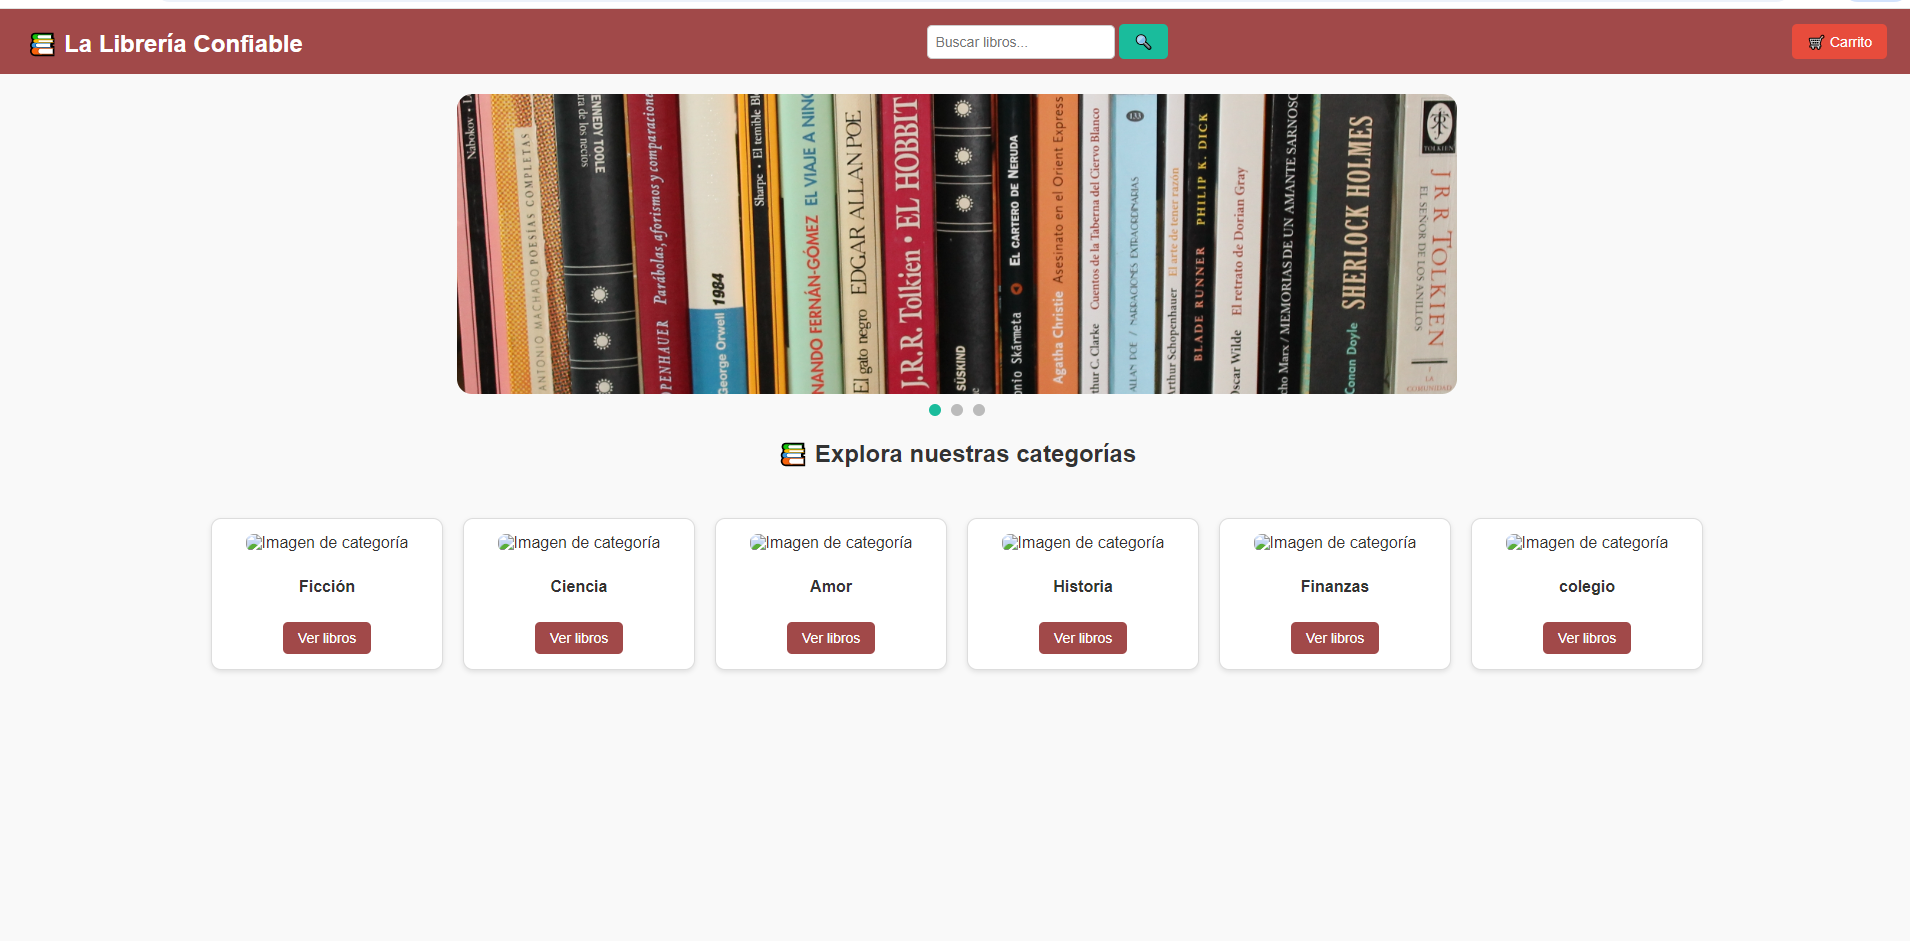 La Librería Confiable
Buscar libros...
Carrito
Nabokov •
ANTONIO MACHADO POESÍAS COMPLETAS
ENNEDY TOOLE
ura de los necios
OPENHAUER Parábolas, aforismos y comparaciones
George Orwell 1984
Sharpe • El temible
NANDO FERNÁN-GÓMEZ EL VIAJE A
El gato negro EDGAR ALLAN POE
J.R.R. Tolkien • EL HOBBIT
SÜSKIND
onio Skármeta EL CARTERO DE NERUDA
Agatha Christie Asesinato en el Orient Express
thur C. Clarke Cuentos de la Taberna del Ciervo Blanco
133
ALLAN POE / NARRACIONES EXTRAORDINARIAS
Arthur Schopenhauer El arte de tener razón
BLADE RUNNER PHILIP K. DICK
Oscar Wilde El retrato de Dorian Gray
cho Marx / MEMORIAS DE UN AMANTE SARNOSO
Conan Doyle SHERLOCK HOLMES
TOLKIEN
J R R TOLKIEN
EL SEÑOR DE LOS ANILLOS
I
LA
COMUNIDAD
Explora nuestras categorías
Imagen de categoría Imagen de categoría Imagen de categoría Imagen de categoría Imagen de categoría Imagen de categoría
Ficción Ciencia Amor Historia Finanzas colegio
Ver libros Ver libros Ver libros Ver libros Ver libros Ver libros